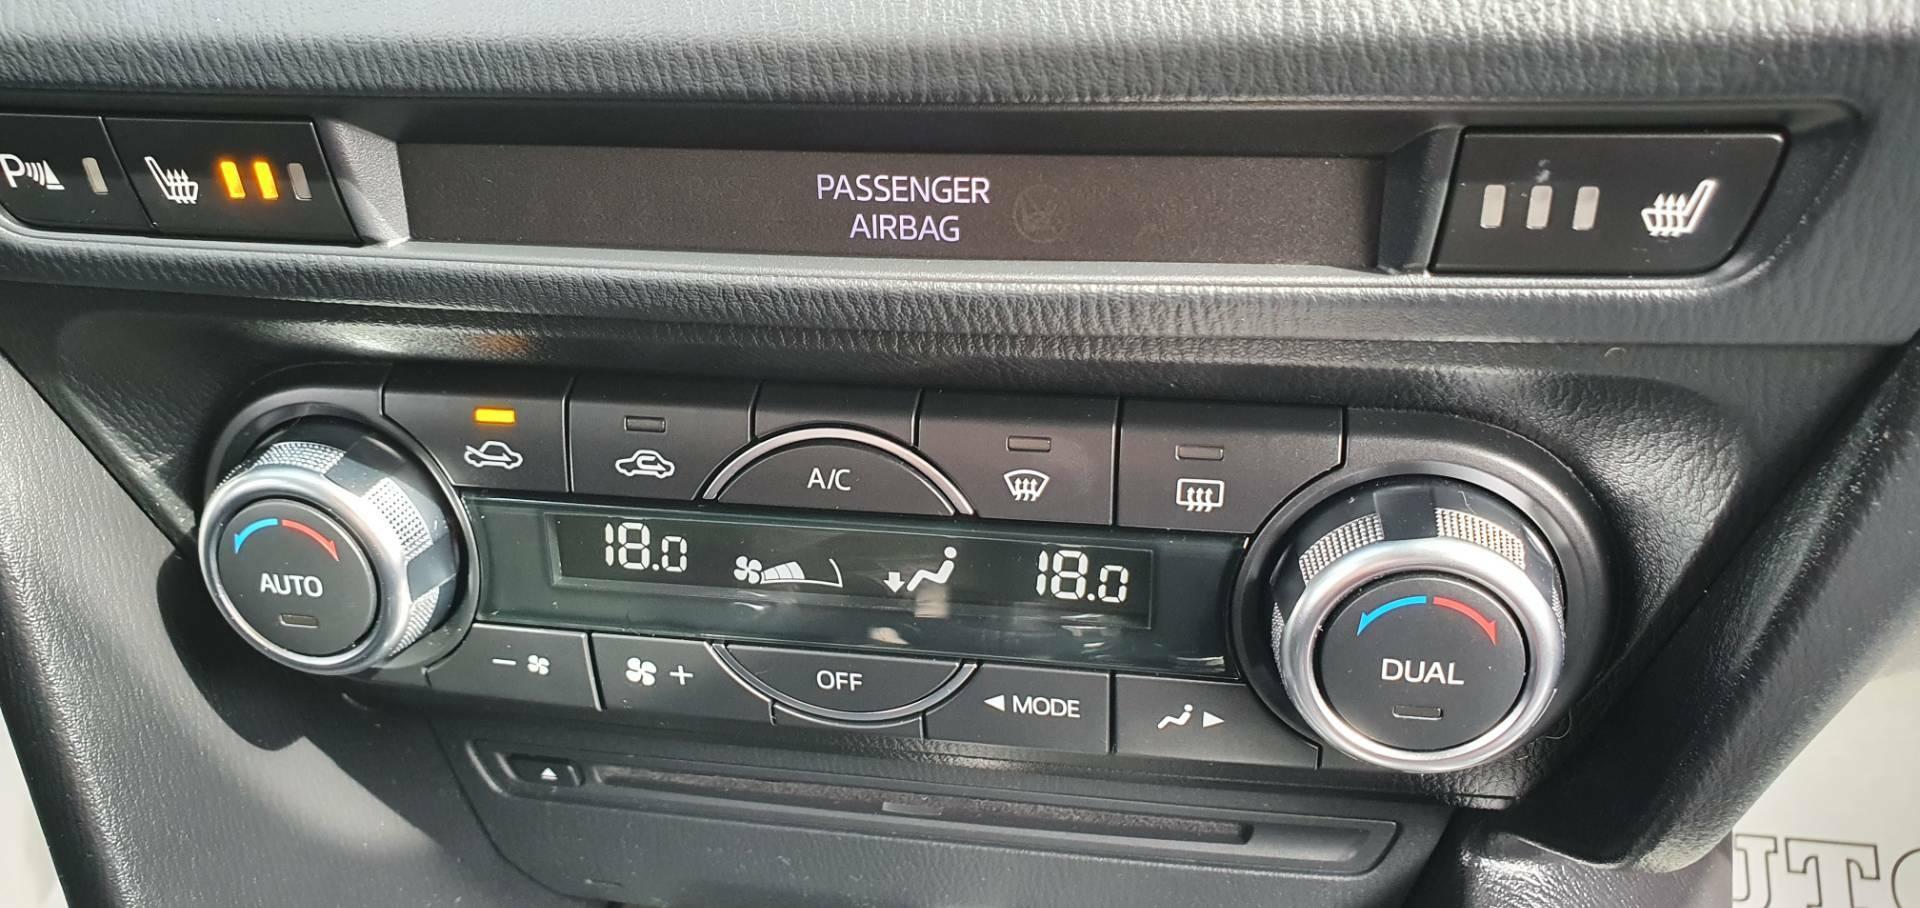 P
PASSENGER
AIRBAG
A/C
18.0 18.0
AUTO
DUAL
OFF
MODE